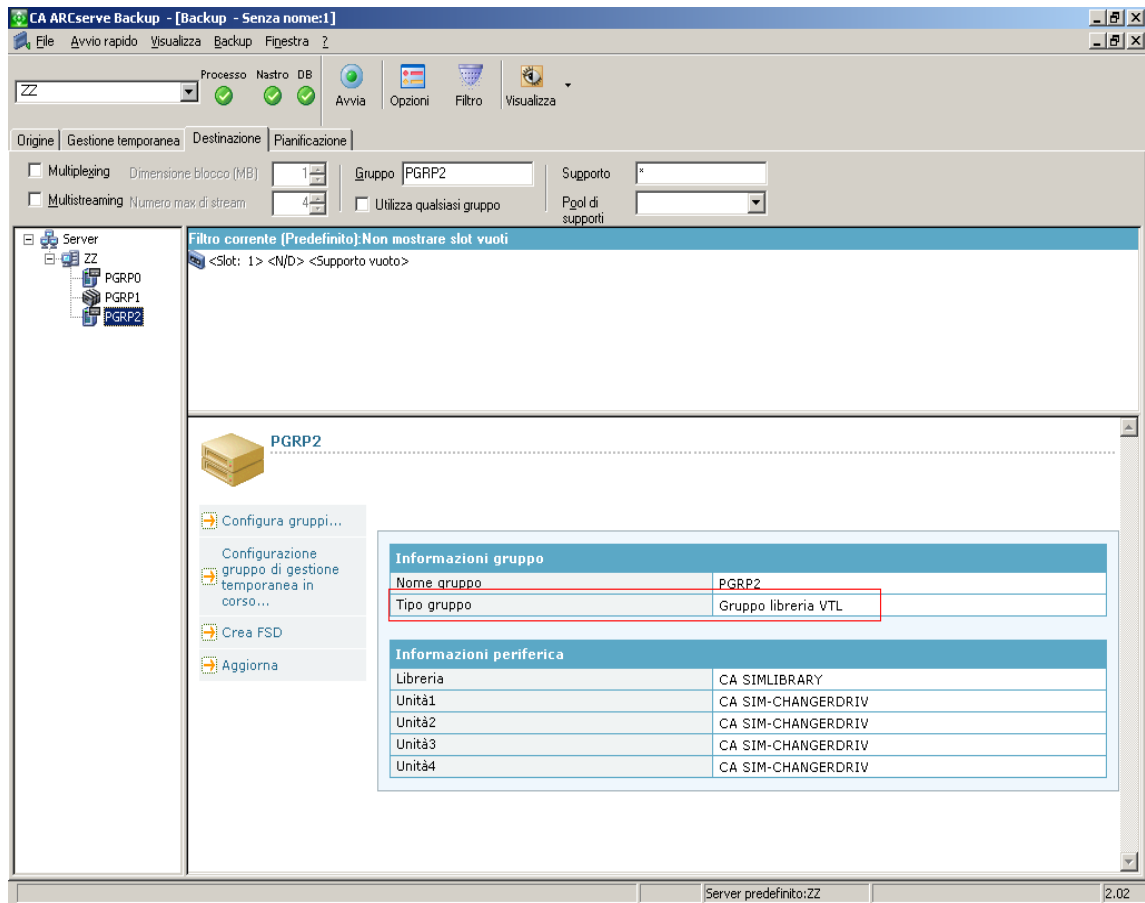 CA ARCserve Backup - [Backup - Senza nome:1]
File Avvio rapido Visualizza Backup Finestra ?
ZZ
Processo Nastro DB
Avvia Opzioni Filtro Visualizza
Origine Gestione temporanea Destinazione Pianificazione
Multiplexing Dimensione blocco (MB) 1 Gruppo PGRP2 Supporto *
Multistreaming Numero max di stream 4 Utilizza qualsiasi gruppo Pool di supporti
Server
ZZ
PGRP0
PGRP1
PGRP2
Filtro corrente (Predefinito):Non mostrare slot vuoti
<Slot: 1> <N/D> <Supporto vuoto>
PGRP2
Configura gruppi...
Configurazione
gruppo di gestione
temporanea in
corso...
Crea FSD
Aggiorna
Informazioni gruppo
Nome gruppo PGRP2
Tipo gruppo Gruppo libreria VTL
Informazioni periferica
Libreria CA SIMLIBRARY
Unità1 CA SIM-CHANGERDRIV
Unità2 CA SIM-CHANGERDRIV
Unità3 CA SIM-CHANGERDRIV
Unità4 CA SIM-CHANGERDRIV
Server predefinito:ZZ 2.02